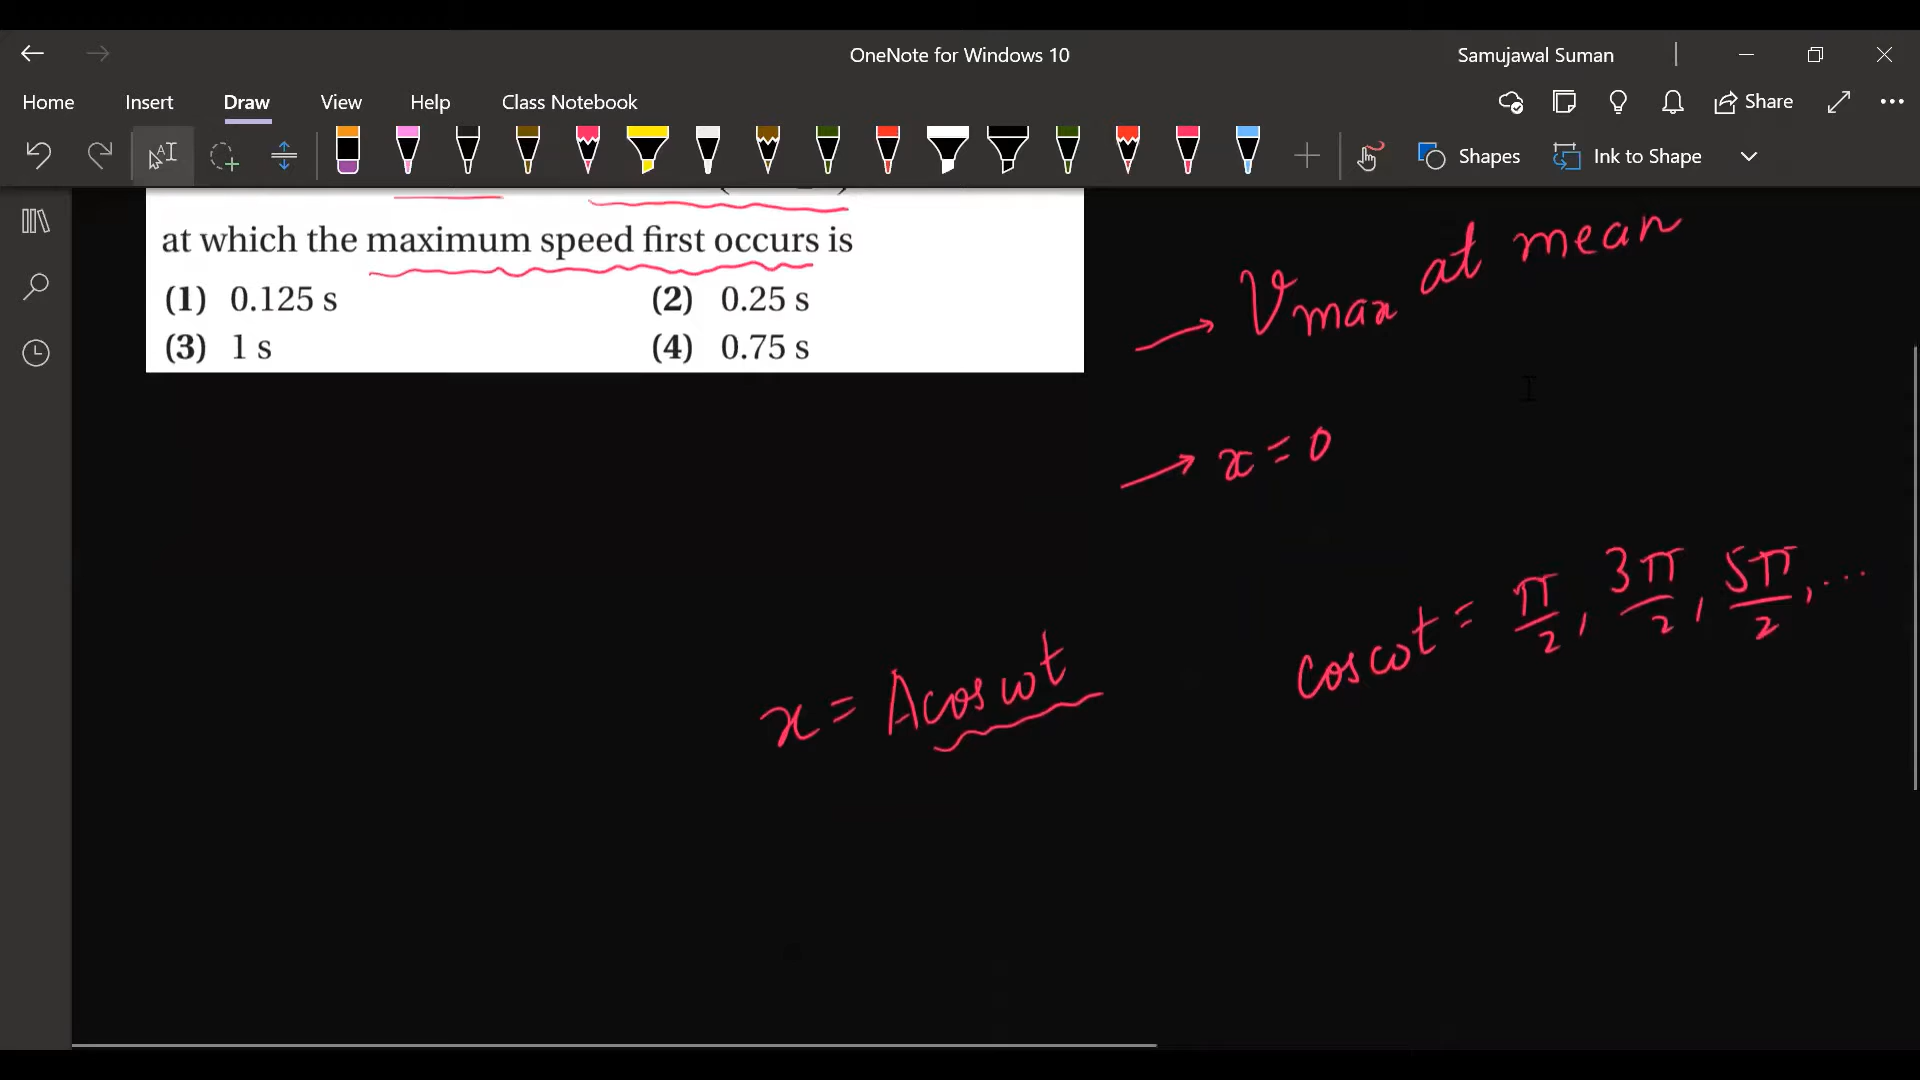 OneNote for Windows 10
Samujawal Suman
Home Insert Draw View Help Class Notebook
Share
Shapes Ink to Shape
at which the maximum speed first occurs is
(1) 0.125 s (2) 0.25 s
(3) 1 s (4) 0.75 s
→ Vmax at mean
→ x = 0
cos ωt = π/2, 3π/2, 5π/2, ...
x = A cos ωt